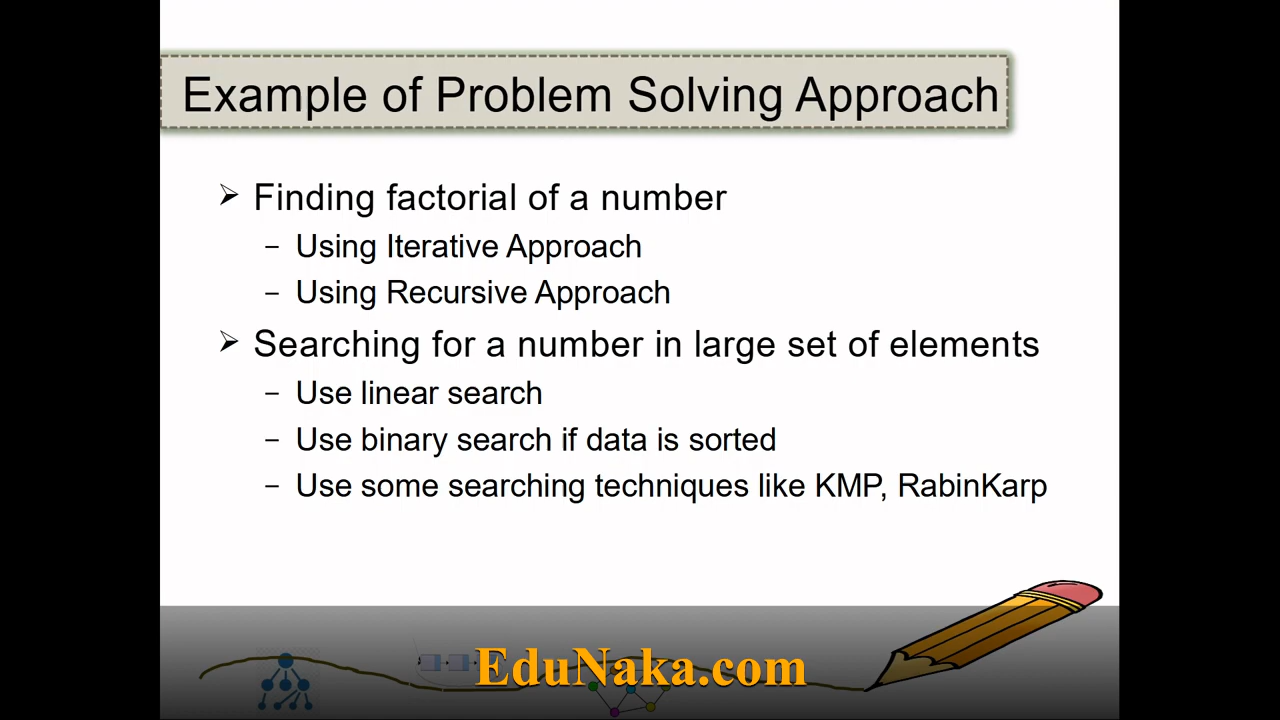 Example of Problem Solving Approach
➢ Finding factorial of a number
– Using Iterative Approach
– Using Recursive Approach
➢ Searching for a number in large set of elements
– Use linear search
– Use binary search if data is sorted
– Use some searching techniques like KMP, RabinKarp
EduNaka.com